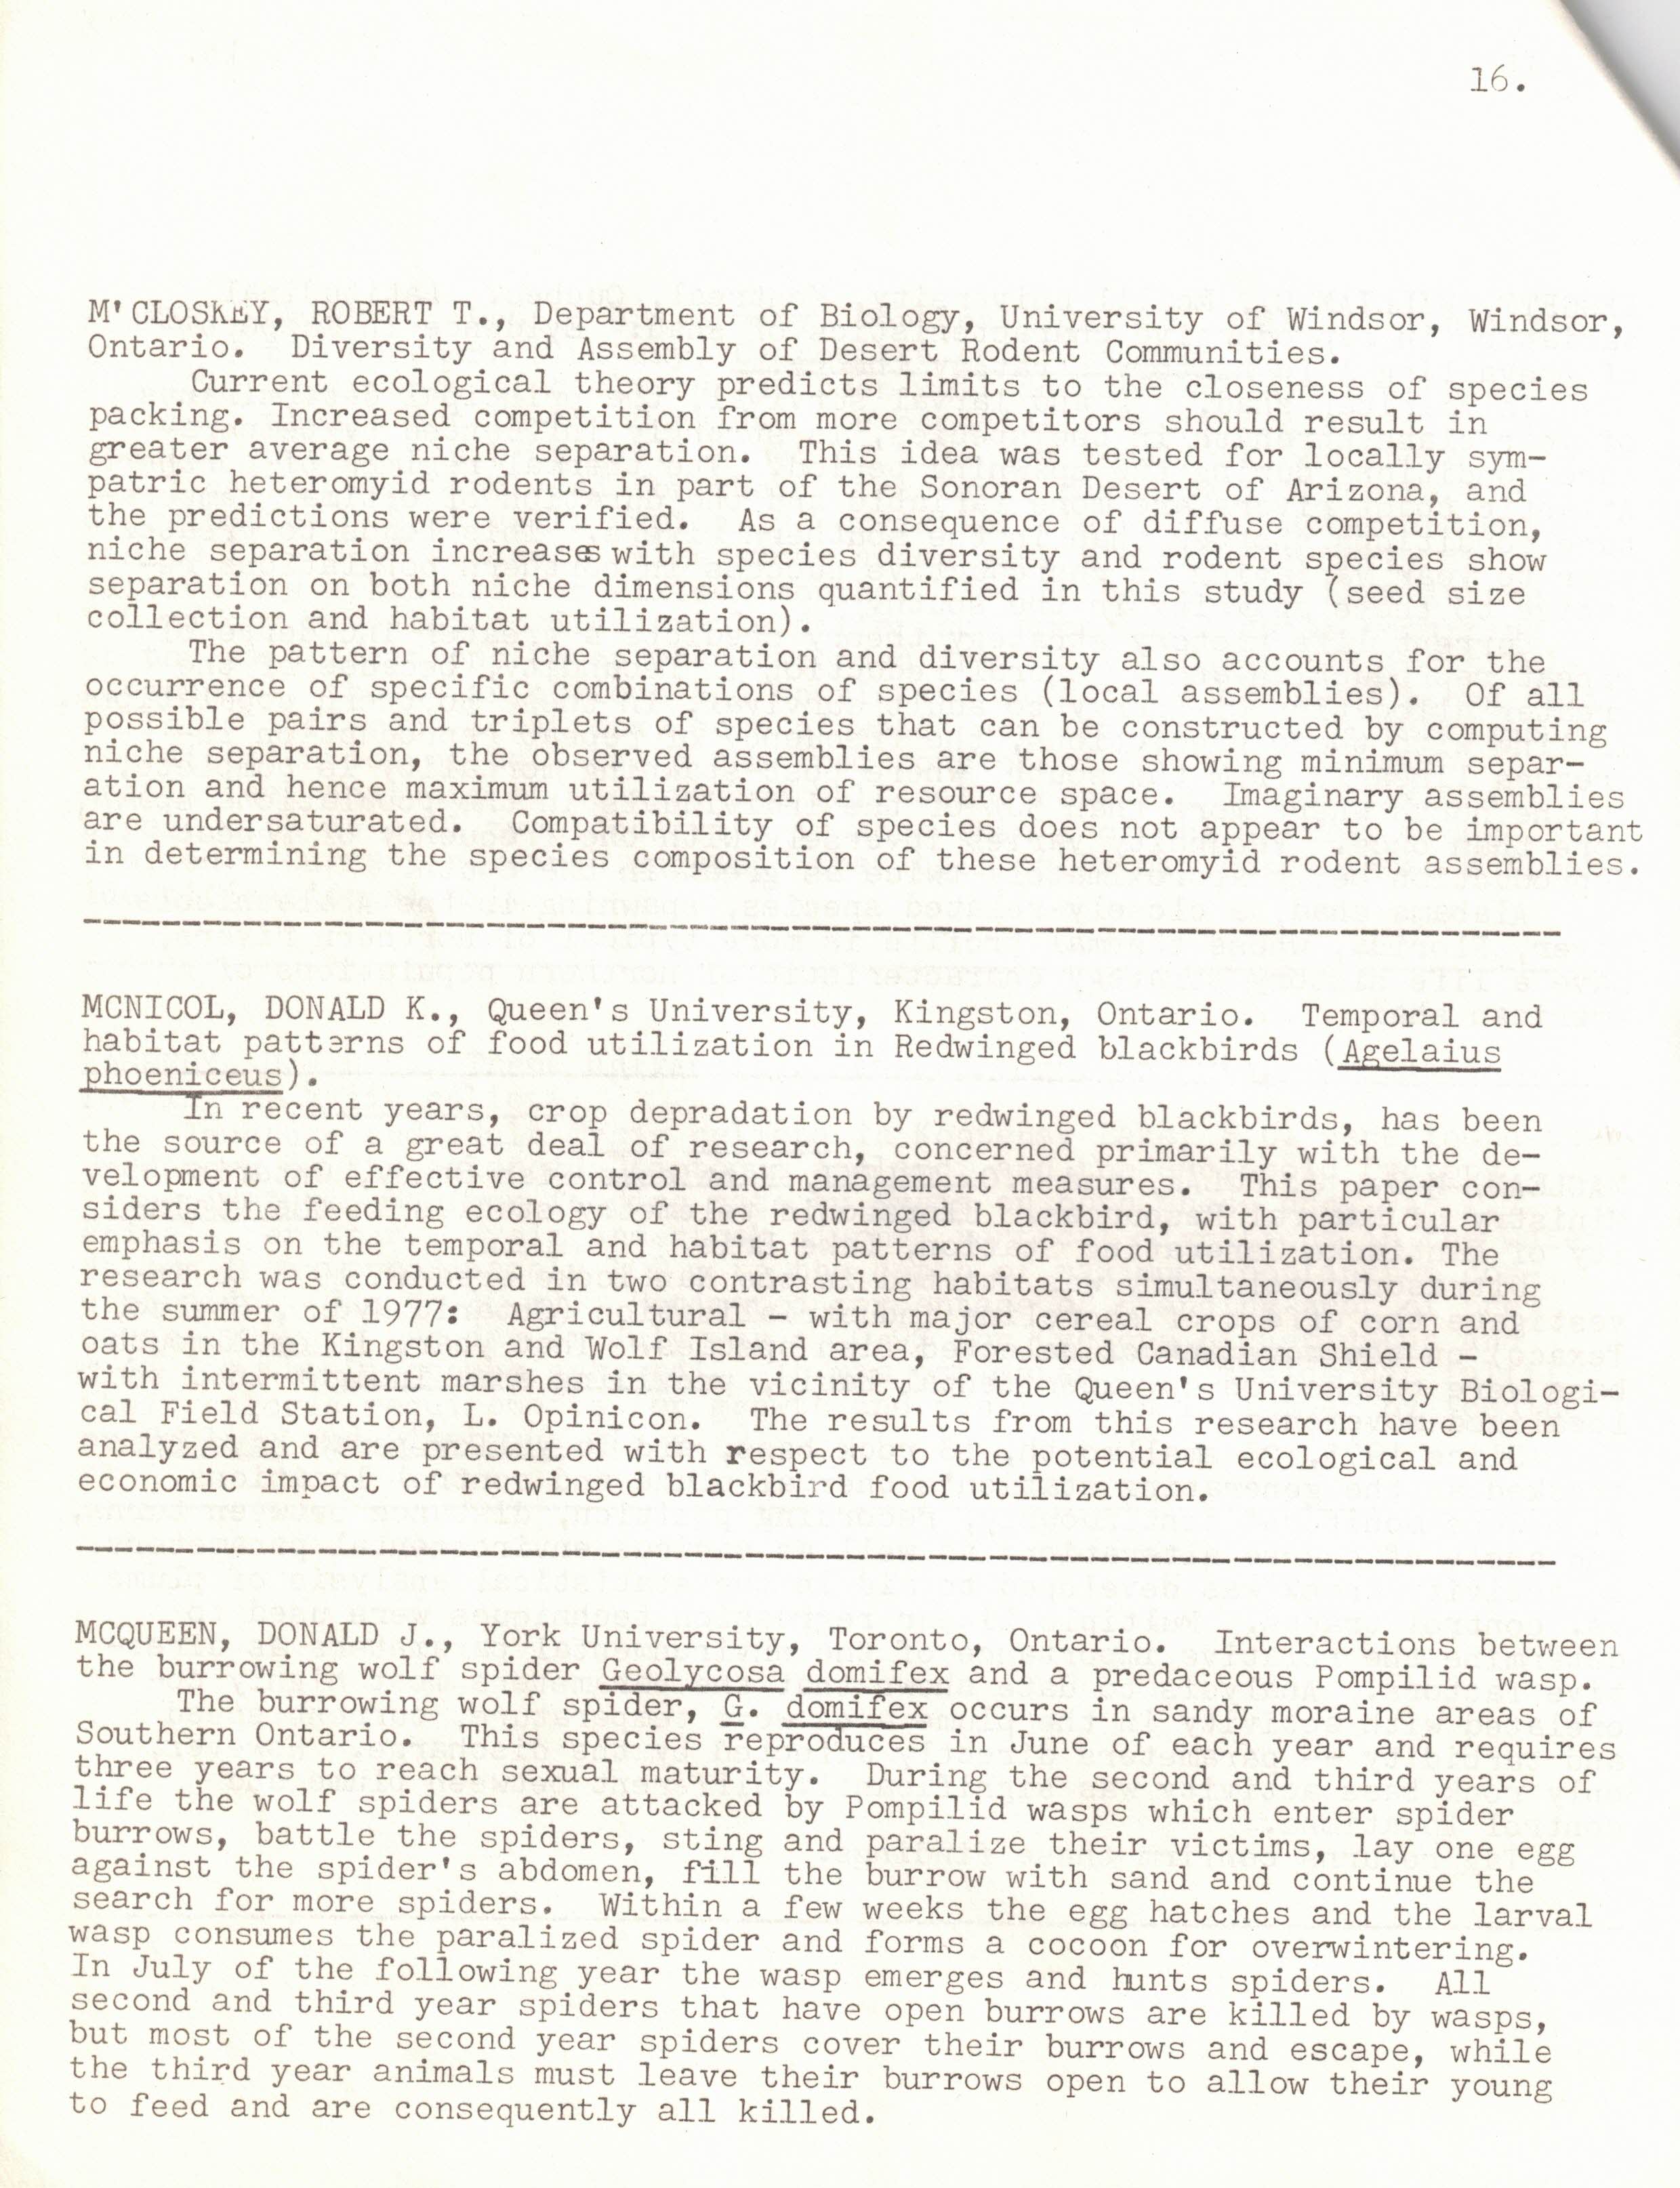 16.
M'CLOSKEY, ROBERT T., Department of Biology, University of Windsor, Windsor,
Ontario. Diversity and Assembly of Desert Rodent Communities.
Current ecological theory predicts limits to the closeness of species
packing. Increased competition from more competitors should result in
greater average niche separation. This idea was tested for locally sym-
patric heteromyid rodents in part of the Sonoran Desert of Arizona, and
the predictions were verified. As a consequence of diffuse competition,
niche separation increases with species diversity and rodent species show
separation on both niche dimensions quantified in this study (seed size
collection and habitat utilization).
The pattern of niche separation and diversity also accounts for the
occurrence of specific combinations of species (local assemblies). Of all
possible pairs and triplets of species that can be constructed by computing
niche separation, the observed assemblies are those showing minimum separ-
ation and hence maximum utilization of resource space. Imaginary assemblies
are undersaturated. Compatibility of species does not appear to be important
in determining the species composition of these heteromyid rodent assemblies.
MCNICOL, DONALD K., Queen's University, Kingston, Ontario. Temporal and
habitat patterns of food utilization in Redwinged blackbirds (Agelaius
phoeniceus).
In recent years, crop depradation by redwinged blackbirds, has been
the source of a great deal of research, concerned primarily with the de-
velopment of effective control and management measures. This paper con-
siders the feeding ecology of the redwinged blackbird, with particular
emphasis on the temporal and habitat patterns of food utilization. The
research was conducted in two contrasting habitats simultaneously during
the summer of 1977: Agricultural - with major cereal crops of corn and
oats in the Kingston and Wolf Island area, Forested Canadian Shield -
with intermittent marshes in the vicinity of the Queen's University Biologi-
cal Field Station, L. Opinicon. The results from this research have been
analyzed and are presented with respect to the potential ecological and
economic impact of redwinged blackbird food utilization.
MCQUEEN, DONALD J., York University, Toronto, Ontario. Interactions between
the burrowing wolf spider Geolycosa domifex and a predaceous Pompilid wasp.
The burrowing wolf spider, G. domifex occurs in sandy moraine areas of
Southern Ontario. This species reproduces in June of each year and requires
three years to reach sexual maturity. During the second and third years of
life the wolf spiders are attacked by Pompilid wasps which enter spider
burrows, battle the spiders, sting and paralize their victims, lay one egg
against the spider's abdomen, fill the burrow with sand and continue the
search for more spiders. Within a few weeks the egg hatches and the larval
wasp consumes the paralized spider and forms a cocoon for overwintering.
In July of the following year the wasp emerges and hunts spiders. All
second and third year spiders that have open burrows are killed by wasps,
but most of the second year spiders cover their burrows and escape, while
the third year animals must leave their burrows open to allow their young
to feed and are consequently all killed.